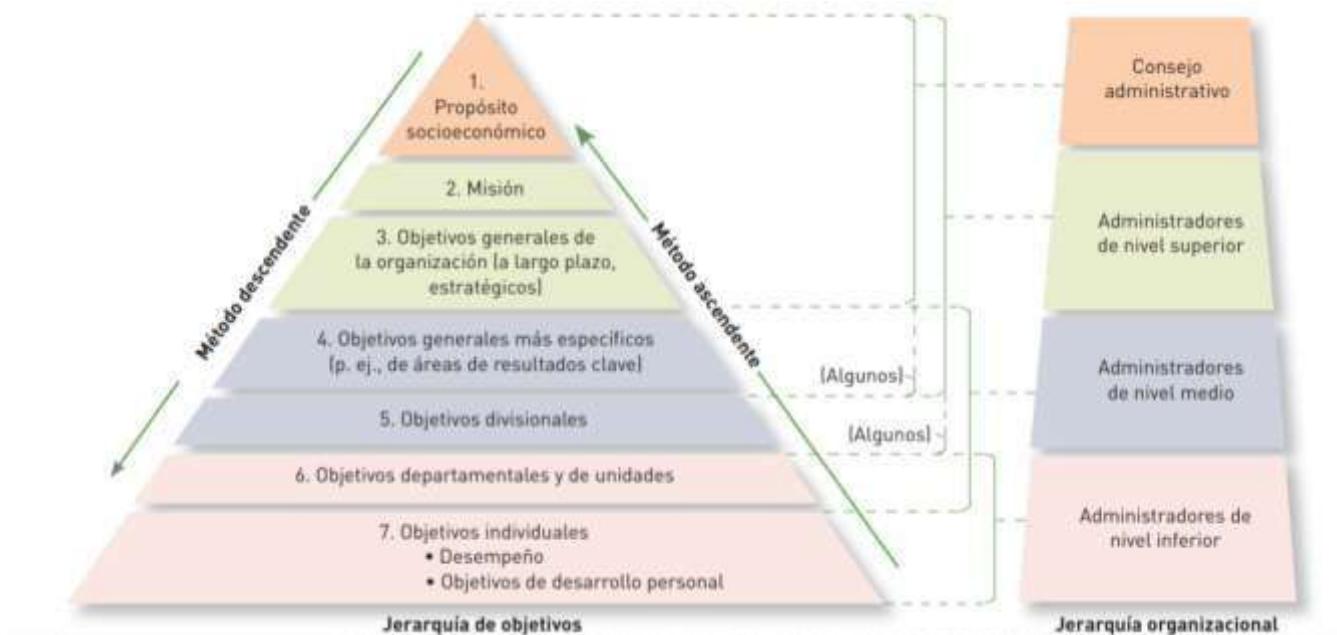 1.
Propósito
socioeconómico
2. Misión
3. Objetivos generales de
la organización (a largo plazo,
estratégicos)
4. Objetivos generales más específicos
(p. ej., de áreas de resultados clave)
5. Objetivos divisionales
6. Objetivos departamentales y de unidades
7. Objetivos individuales
• Desempeño
• Objetivos de desarrollo personal
Método descendente
Método ascendente
(Algunos)
(Algunos)
Jerarquía de objetivos
Consejo
administrativo
Administradores
de nivel superior
Administradores
de nivel medio
Administradores de
nivel inferior
Jerarquía organizacional